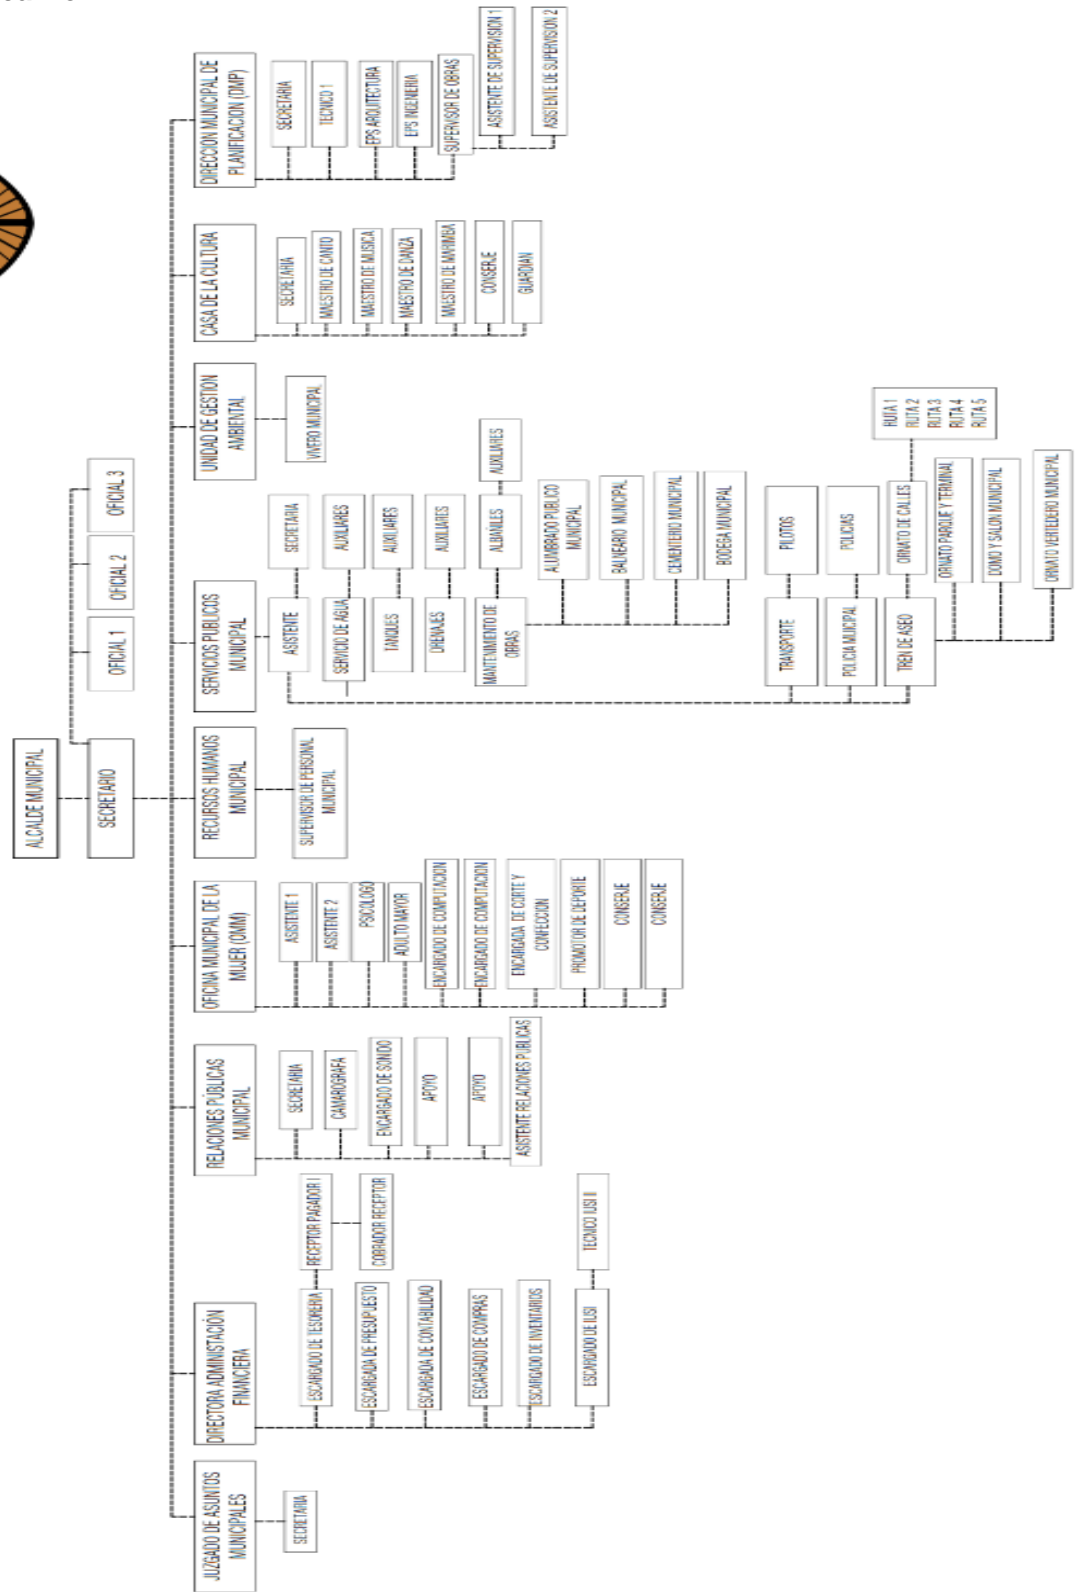 ALCALDE MUNICIPAL
SECRETARIO
OFICIAL 1
OFICIAL 2
OFICIAL 3
JUZGADO DE ASUNTOS
MUNICIPALES
SECRETARIA
DIRECTORA ADMINISTACIÓN
FINANCIERA
ESCARGADO DE TESORERIA
RECEPTOR PAGADOR I
COBRADOR RECEPTOR
ESCARGADA DE PRESUPUESTO
ESCARGADA DE CONTABILIDAD
ESCARGADO DE COMPRAS
ESCARGADO DE INVENTARIOS
ESCARGADO DE IUSI
TECNICO IUSI II
RELACIONES PÚBLICAS
MUNICIPAL
SECRETARIA
CAMAROGRAFA
ENCARGADO DE SONIDO
APOYO
APOYO
ASISTENTE RELACIONES PUBLICAS
OFICINA MUNICIPAL DE LA
MUJER (OMM)
ASISTENTE 1
ASISTENTE 2
PSICOLOGO
ADULTO MAYOR
ENCARGADO DE COMPUTACION
ENCARGADO DE COMPUTACION
ENCARGADA DE CORTE Y
CONFECCION
PROMOTOR DE DEPORTE
CONSERJE
CONSERJE
RECURSOS HUMANOS
MUNICIPAL
SUPERVISOR DE PERSONAL
MUNICIPAL
SERVICIOS PUBLICOS
MUNICIPAL
ASISTENTE
SECRETARIA
SERVICIO DE AGUA
AUXILIARES
TANQUES
AUXILIARES
DRENAJES
AUXILIARES
MANTENIMIENTO DE
OBRAS
ALBAÑILES
AUXILIARES
ALUMBRADO PUBLICO
MUNICIPAL
BALNEARIO MUNICIPAL
CEMENTERIO MUNICIPAL
BODEGA MUNICIPAL
TRANSPORTE
PILOTOS
POLICIA MUCIPAL
POLICIAS
TREN DE ASEO
ORNATO DE CALLES
RUTA 1
RUTA 2
RUTA 3
RUTA 4
RUTA 5
ORNATO PARQUE Y TERMINAL
DOMO Y SALON MUNICIPAL
ORNATO VERTEDERO MUNICIPAL
UNIDAD DE GESTION
AMBIENTAL
VIVERO MUNICIPAL
CASA DE LA CULTURA
SECRETARIA
MAESTRO DE CANTO
MAESTRO DE MUSICA
MAESTRO DE DANZA
MAESTRO DE MARIMBA
CONSERJE
GUARDIAN
DIRECCION MUNICIPAL DE
PLANIFICACION (DMP)
SECRETARIA
TECNICO 1
EPS ARQUITECTURA
EPS INGENIERIA
SUPERVISOR DE OBRAS
ASISTENTE DE SUPERVISION 1
ASISTENTE DE SUPERVISION 2